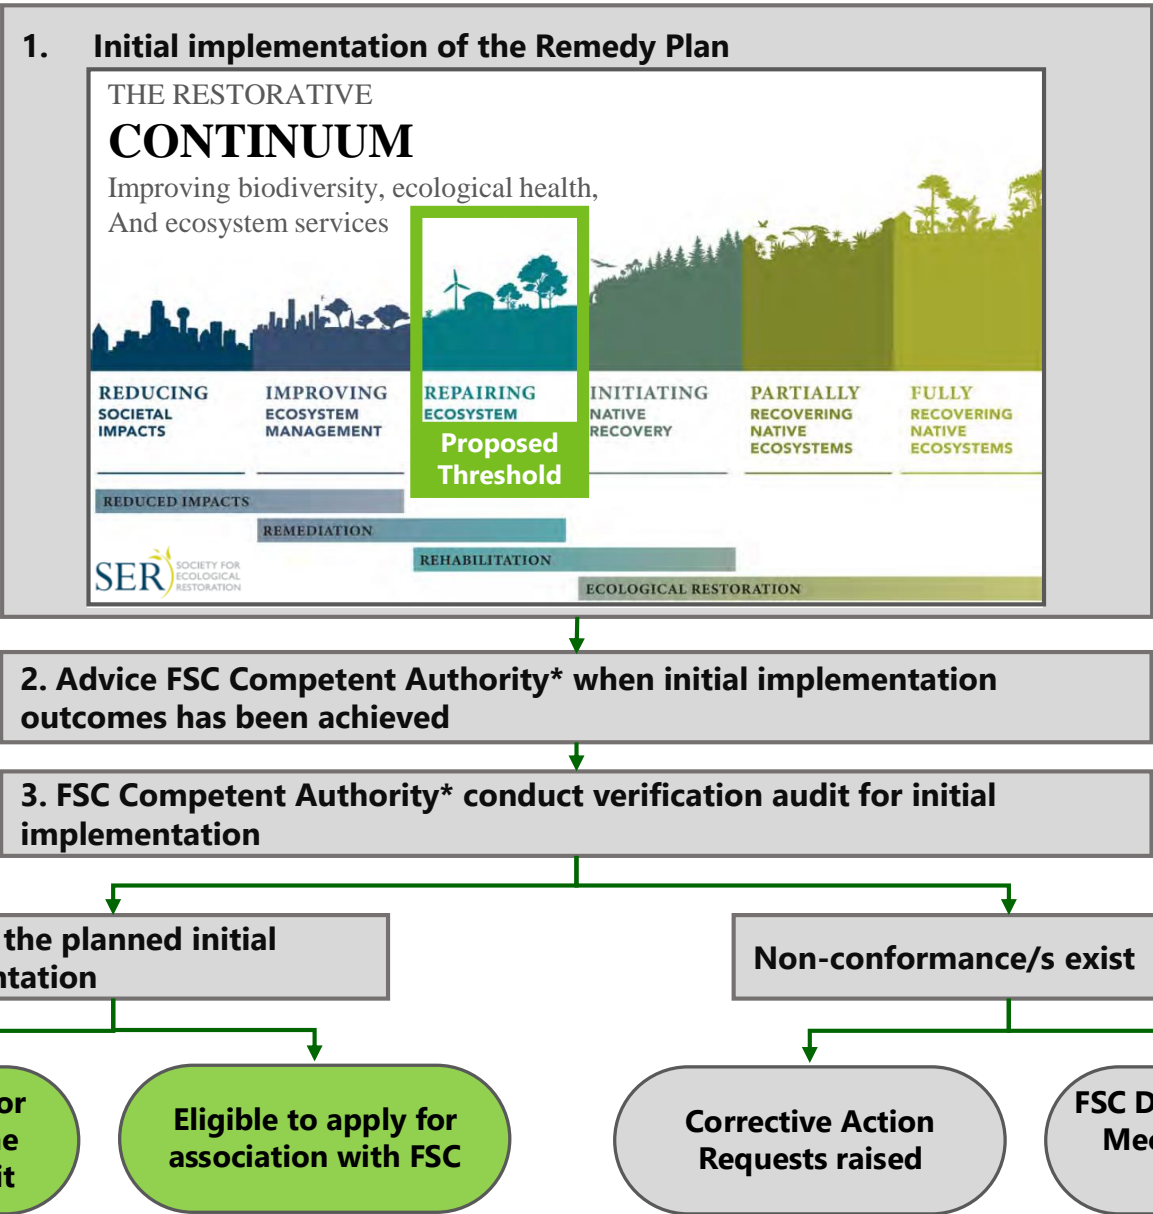 1. Initial implementation of the Remedy Plan
THE RESTORATIVE
CONTINUUM
Improving biodiversity, ecological health,
And ecosystem services
REDUCING
SOCIETAL
IMPACTS
IMPROVING
ECOSYSTEM
MANAGEMENT
REPAIRING
ECOSYSTEM
Proposed
Threshold
INITIATING
NATIVE
RECOVERY
PARTIALLY
RECOVERING
NATIVE
ECOSYSTEMS
FULLY
RECOVERING
NATIVE
ECOSYSTEMS
REDUCED IMPACTS
REMEDIATION
REHABILITATION
ECOLOGICAL RESTORATION
SER
SOCIETY FOR
ECOLOGICAL
RESTORATION
2. Advice FSC Competent Authority* when initial implementation
outcomes has been achieved
3. FSC Competent Authority* conduct verification audit for initial
implementation
the planned initial
Non-conformance/s exist
Eligible to apply for
association with FSC
Corrective Action
Requests raised
FSC